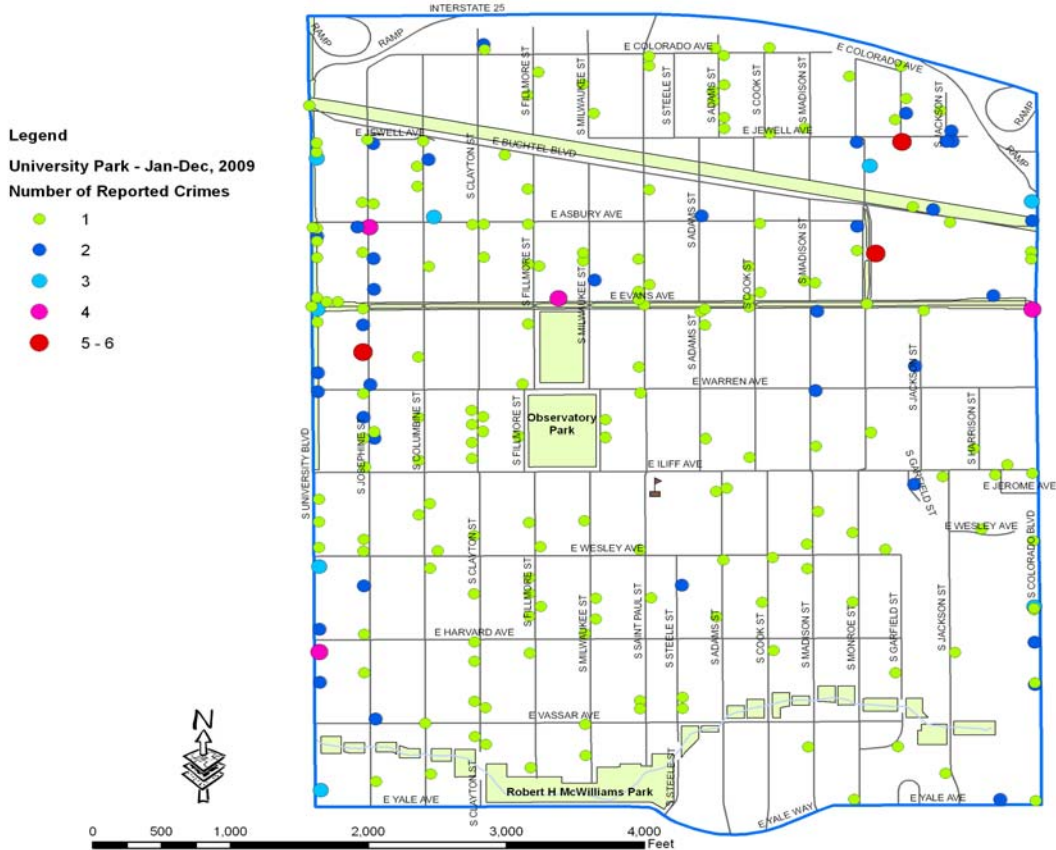 INTERSTATE 25
RAMP
RAMP
E COLORADO AVE
E COLORADO AVE
S FILLMORE ST
S MILWAUKEE ST
S STEELE ST
S ADAMS ST
S COOK ST
S MADISON ST
S JACKSON ST
RAMP
RAMP
Legend
University Park - Jan-Dec, 2009
Number of Reported Crimes
1
2
3
4
5 - 6
E JEWELL AVE
E BUCHTEL BLVD
E JEWELL AVE
S CLAYTON ST
E ASBURY AVE
S ADAMS ST
S MADISON ST
S FILLMORE ST
S MILWAUKEE ST
S COOK ST
E EVANS AVE
S ADAMS ST
S JACKSON ST
E WARREN AVE
S UNIVERSITY BLVD
S JOSEPHINE ST
S COLUMBINE ST
S FILLMORE ST
Observatory
Park
S HARRISON ST
E ILIFF AVE
S GARFIELD ST
E JEROME AVE
S CLAYTON ST
E WESLEY AVE
E WESLEY AVE
S COLORADO BLVD
S FILLMORE ST
S MILWAUKEE ST
S SAINT PAUL ST
S STEELE ST
S ADAMS ST
S COOK ST
S MADISON ST
S MONROE ST
S GARFIELD ST
S JACKSON ST
E HARVARD AVE
E VASSAR AVE
N
S CLAYTON ST
S STEELE ST
Robert H McWilliams Park
E YALE AVE
E YALE WAY
E YALE AVE
0 500 1,000 2,000 3,000 4,000
Feet